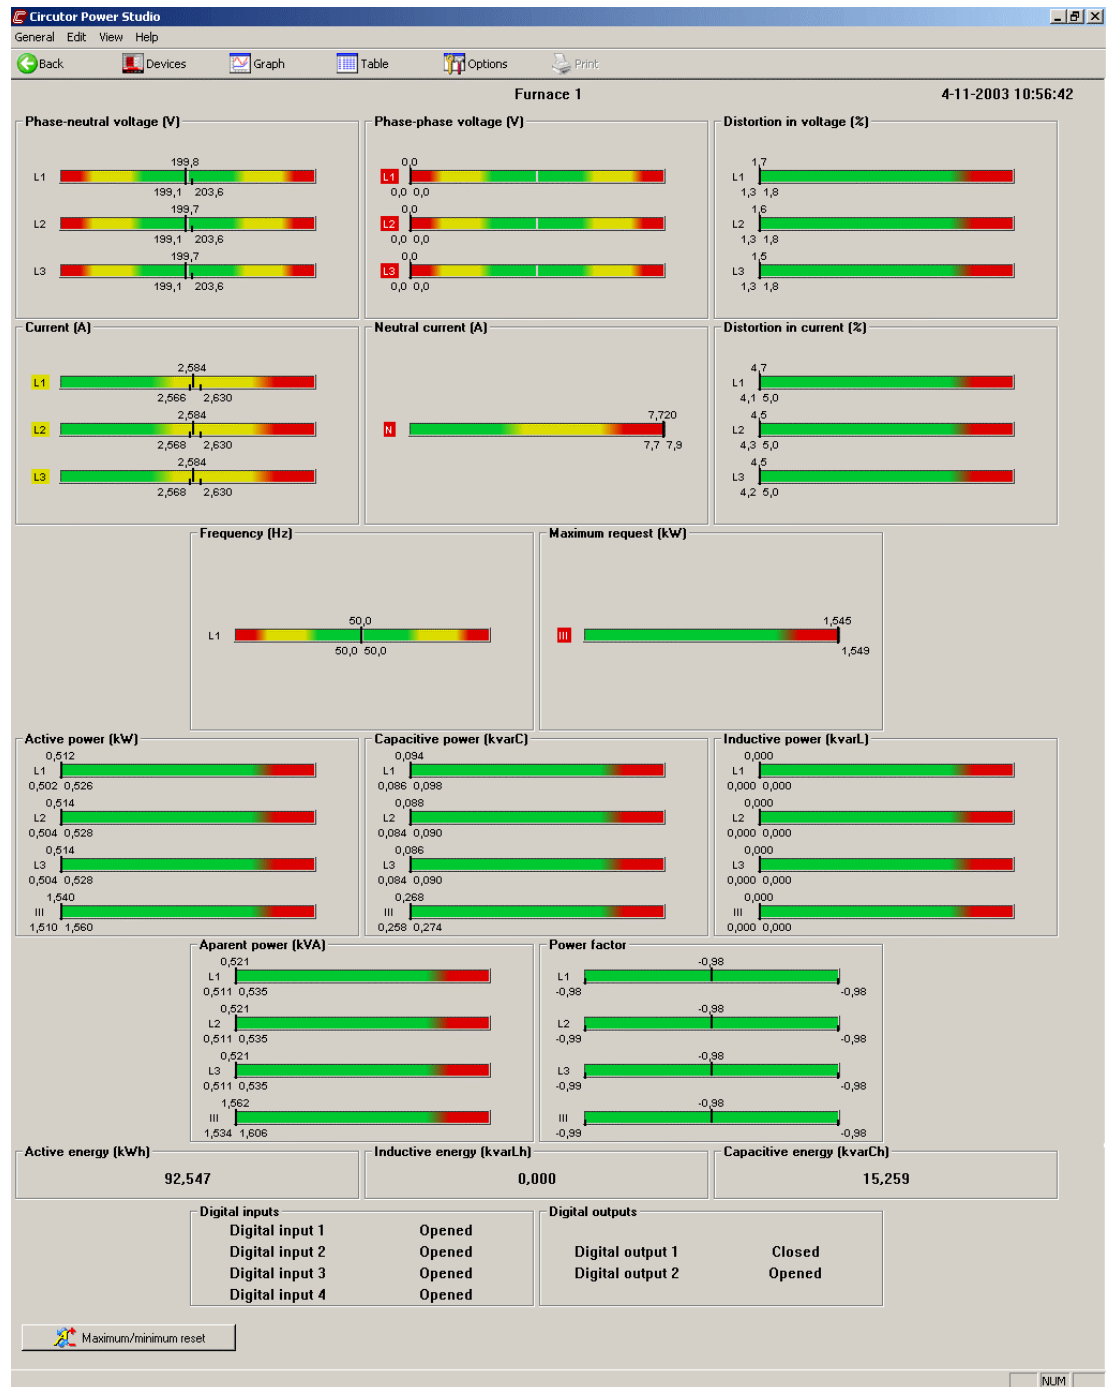 Circutor Power Studio
General Edit View Help
Back Devices Graph Table Options Print
Furnace 1 4-11-2003 10:56:42
Phase-neutral voltage (V)
199,8
L1
199,1 203,6
199,7
L2
199,1 203,6
199,7
L3
199,1 203,6
Phase-phase voltage (V)
0,0
L1
0,0 0,0
0,0
L2
0,0 0,0
0,0
L3
0,0 0,0
Distortion in voltage (%)
1,7
L1
1,3 1,8
1,6
L2
1,3 1,8
1,5
L3
1,3 1,8
Current (A)
2,584
L1
2,566 2,630
2,584
L2
2,568 2,630
2,584
L3
2,568 2,630
Neutral current (A)
7,720
N
7,7 7,9
Distortion in current (%)
4,7
L1
4,1 5,0
4,5
L2
4,3 5,0
4,5
L3
4,2 5,0
Frequency (Hz)
50,0
L1
50,0 50,0
Maximum request (kW)
1,545
III
1,549
Active power (kW)
0,512
L1
0,502 0,526
0,514
L2
0,504 0,528
0,514
L3
0,504 0,528
1,540
III
1,510 1,560
Capacitive power (kvarC)
0,094
L1
0,086 0,098
0,088
L2
0,084 0,090
0,086
L3
0,084 0,090
0,268
III
0,258 0,274
Inductive power (kvarL)
0,000
L1
0,000 0,000
0,000
L2
0,000 0,000
0,000
L3
0,000 0,000
0,000
III
0,000 0,000
Aparent power (kVA)
0,521
L1
0,511 0,535
0,521
L2
0,511 0,535
0,521
L3
0,511 0,535
1,562
III
1,534 1,606
Power factor
-0,98
L1
-0,98 -0,98
-0,98
L2
-0,99 -0,98
-0,98
L3
-0,99 -0,98
-0,98
III
-0,99 -0,98
Active energy (kWh)
92,547
Inductive energy (kvarLh)
0,000
Capacitive energy (kvarCh)
15,259
Digital inputs
Digital input 1 Opened
Digital input 2 Opened
Digital input 3 Opened
Digital input 4 Opened
Digital outputs
Digital output 1 Closed
Digital output 2 Opened
Maximum/minimum reset
NUM